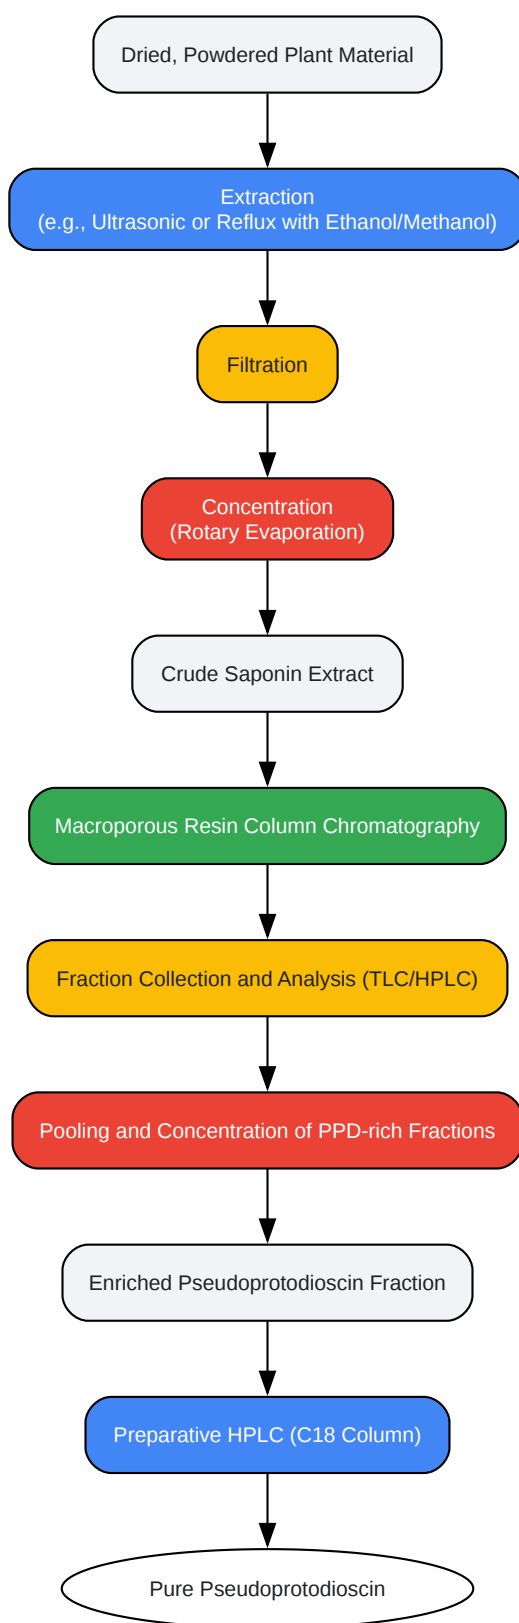 Dried, Powdered Plant Material
Extraction
(e.g., Ultrasonic or Reflux with Ethanol/Methanol)
Filtration
Concentration
(Rotary Evaporation)
Crude Saponin Extract
Macroporous Resin Column Chromatography
Fraction Collection and Analysis (TLC/HPLC)
Pooling and Concentration of PPD-rich Fractions
Enriched Pseudoprotodioscin Fraction
Preparative HPLC (C18 Column)
Pure Pseudoprotodioscin